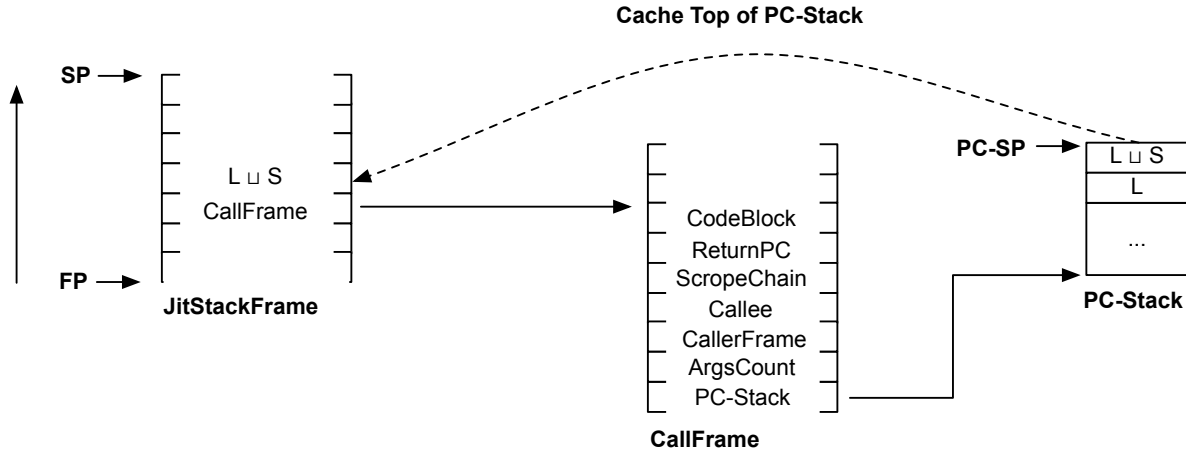 Cache Top of PC-Stack
SP
L ⊔ S
CallFrame
FP
JitStackFrame
CodeBlock
ReturnPC
ScropeChain
Callee
CallerFrame
ArgsCount
PC-Stack
CallFrame
PC-SP
L ⊔ S
L
...
PC-Stack